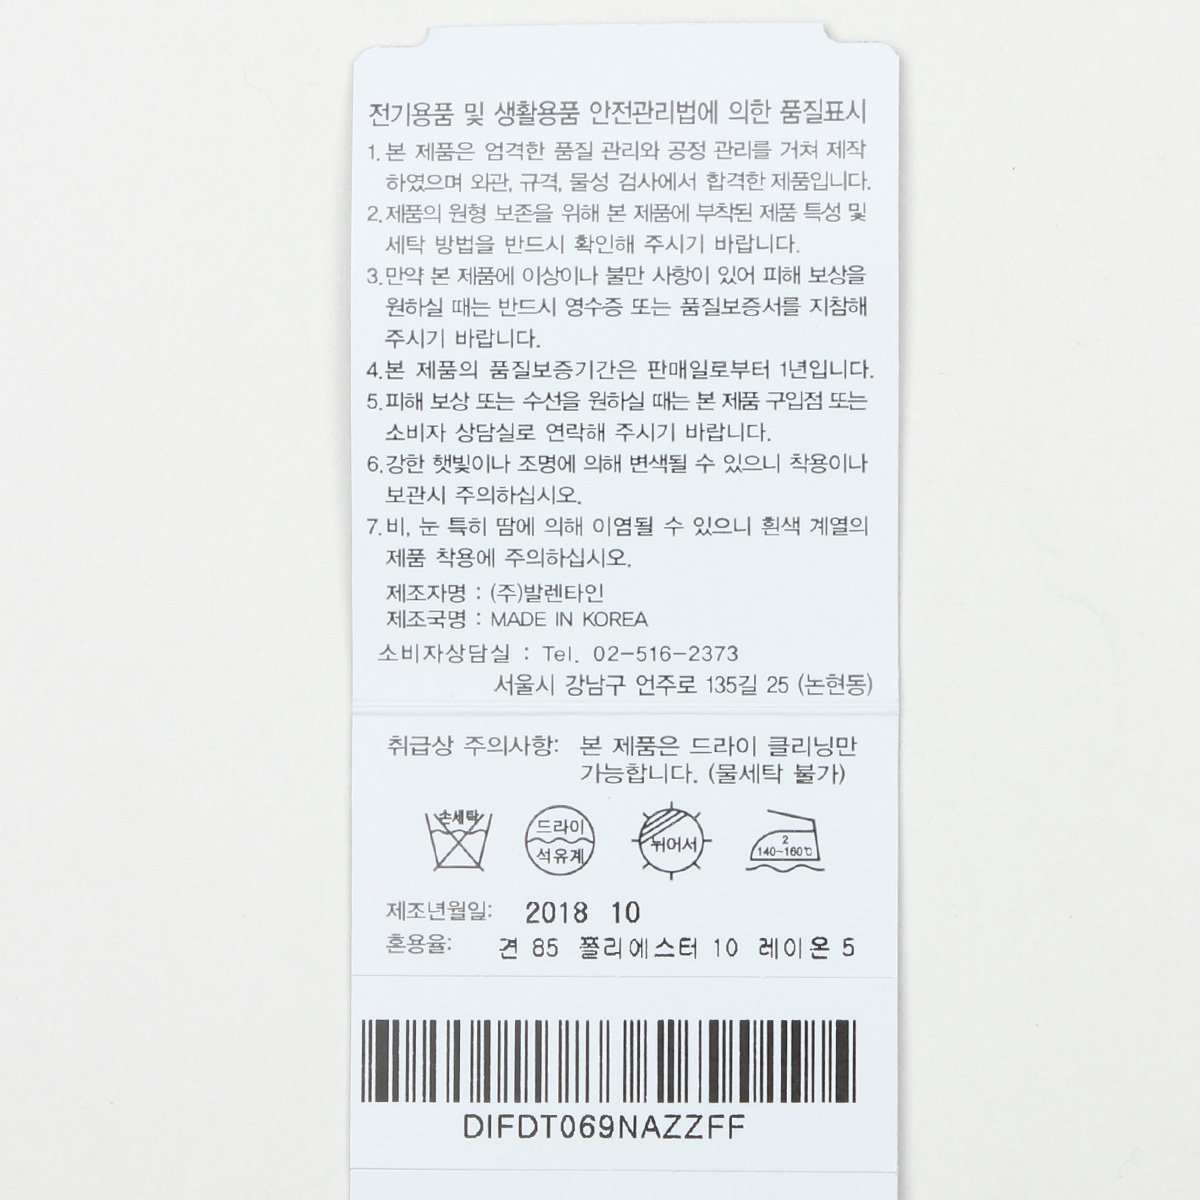 전기용품 및 생활용품 안전관리법에 의한 품질표시
1. 본 제품은 엄격한 품질 관리와 공정 관리를 거쳐 제작
하였으며 외관, 규격, 물성 검사에서 합격한 제품입니다.
2. 제품의 원형 보존을 위해 본 제품에 부착된 제품 특성 및
세탁 방법을 반드시 확인해 주시기 바랍니다.
3. 만약 본 제품에 이상이나 불만 사항이 있어 피해 보상을
원하실 때는 반드시 영수증 또는 품질보증서를 지참해
주시기 바랍니다.
4. 본 제품의 품질보증기간은 판매일로부터 1년입니다.
5. 피해 보상 또는 수선을 원하실 때는 본 제품 구입점 또는
소비자 상담실로 연락해 주시기 바랍니다.
6. 강한 햇빛이나 조명에 의해 변색될 수 있으니 착용이나
보관시 주의하십시오.
7. 비, 눈 특히 땀에 의해 이염될 수 있으니 흰색 계열의
제품 착용에 주의하십시오.
제조자명 : (주)발렌타인
제조국명 : MADE IN KOREA
소비자상담실 : Tel. 02-516-2373
서울시 강남구 언주로 135길 25 (논현동)
취급상 주의사항: 본 제품은 드라이 클리닝만
가능합니다. (물세탁 불가)
손세탁
드라이
석유계
뉘어서
2
140~160℃
제조년월일: 2018 10
혼용율: 견 85 폴리에스터 10 레이온 5
DIFDT069NAZZFF